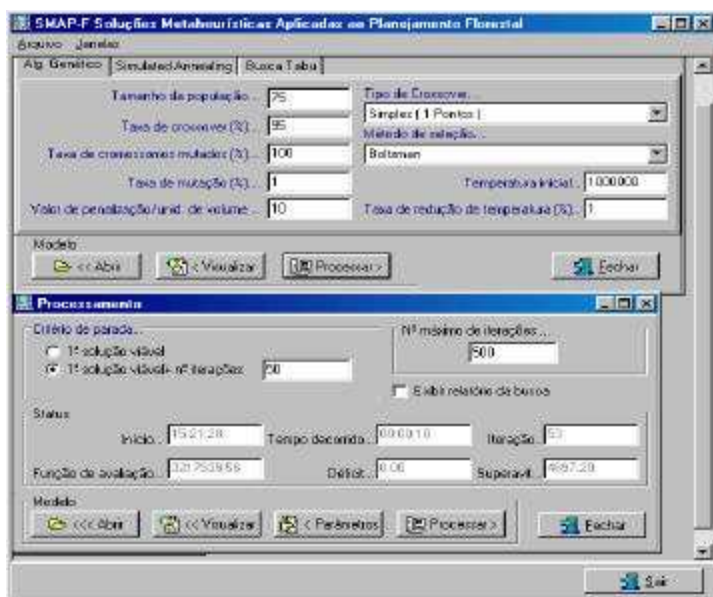 SMAP-F Soluções Metaheurísticas Aplicadas ao Planejamento Florestal
Arquivo Janelas
Alg. Genético Simulated Annealing Busca Tabu
Tamanho da população... 75
Tipo de Crossover...
Simples ( 1 Pontos )
Taxa de crossover (%)... 95
Método de seleção...
Taxa de cromossomos mutados (%)... 100
Boltzman
Taxa de mutação (%)... 1
Temperatura inicial... 1000000
Valor de penalização/unid. de volume... 10
Taxa de redução de temperatura (%)... 1
Modelo
<< Abrir < Visualizar Processar > Fechar
Processamento
Critério de parada...
1ª solução viável
1ª solução viável+ nº iterações 50
Nº máximo de iterações ...
500
Exibir relatório da busca
Status
Início... 15:21:28 Tempo decorrido... 00:00:10 Iteração... 53
Função de avaliação... 3217539.56 Déficit... 0.00 Superavit... 4697.20
Modelo
<<< Abrir << Visualizar < Parâmetros Processar > Fechar
Sair